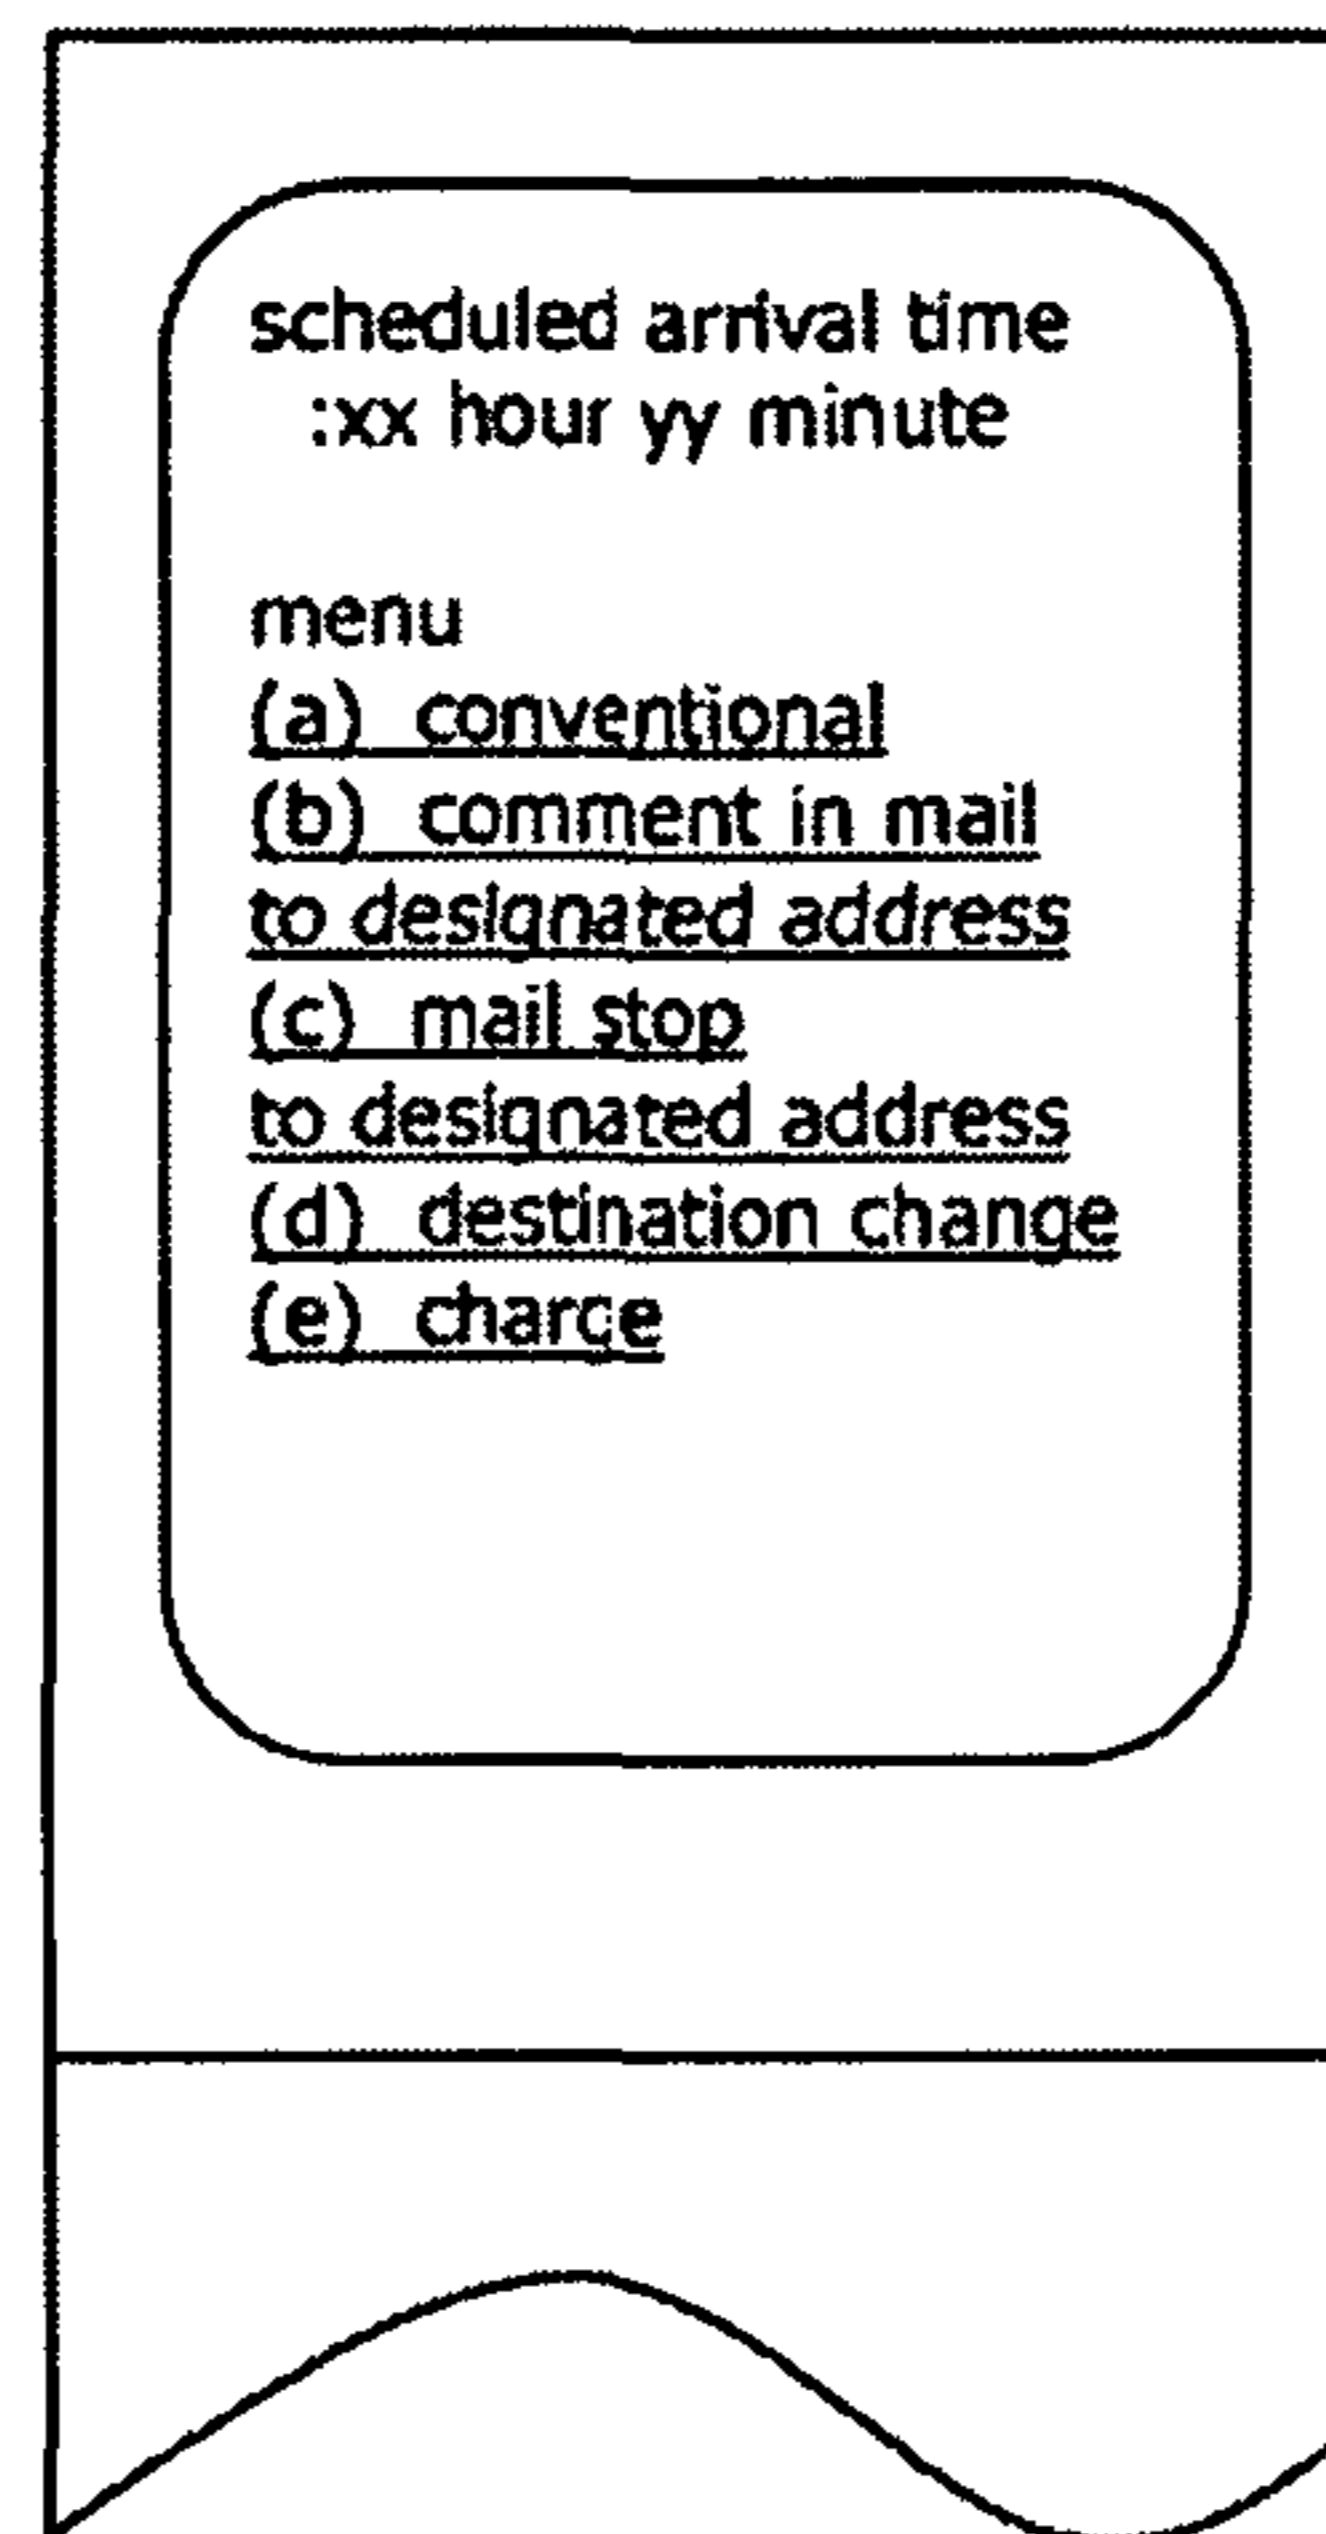 scheduled arrival time
:xx hour yy minute
menu
(a) conventional
(b) comment in mail
to designated address
(c) mail stop
to designated address
(d) destination change
(e) charge